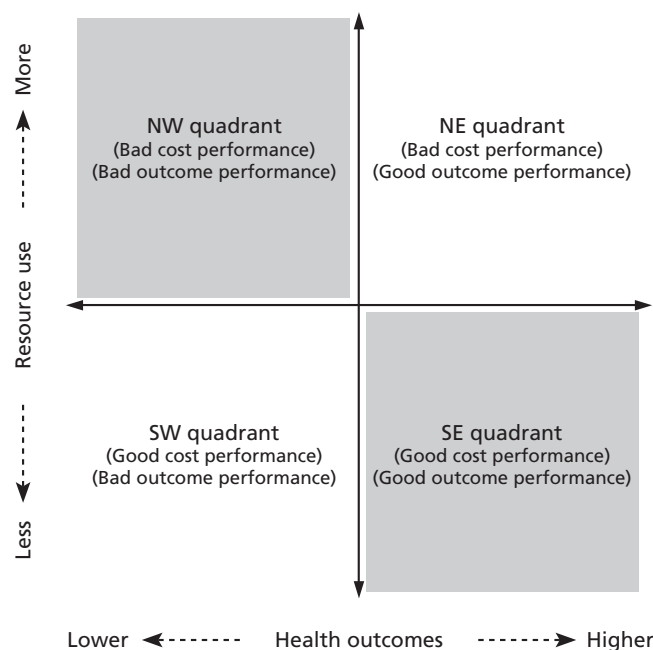 More
Resource use
Less
NW quadrant
(Bad cost performance)
(Bad outcome performance)
NE quadrant
(Bad cost performance)
(Good outcome performance)
SW quadrant
(Good cost performance)
(Bad outcome performance)
SE quadrant
(Good cost performance)
(Good outcome performance)
Lower Health outcomes Higher